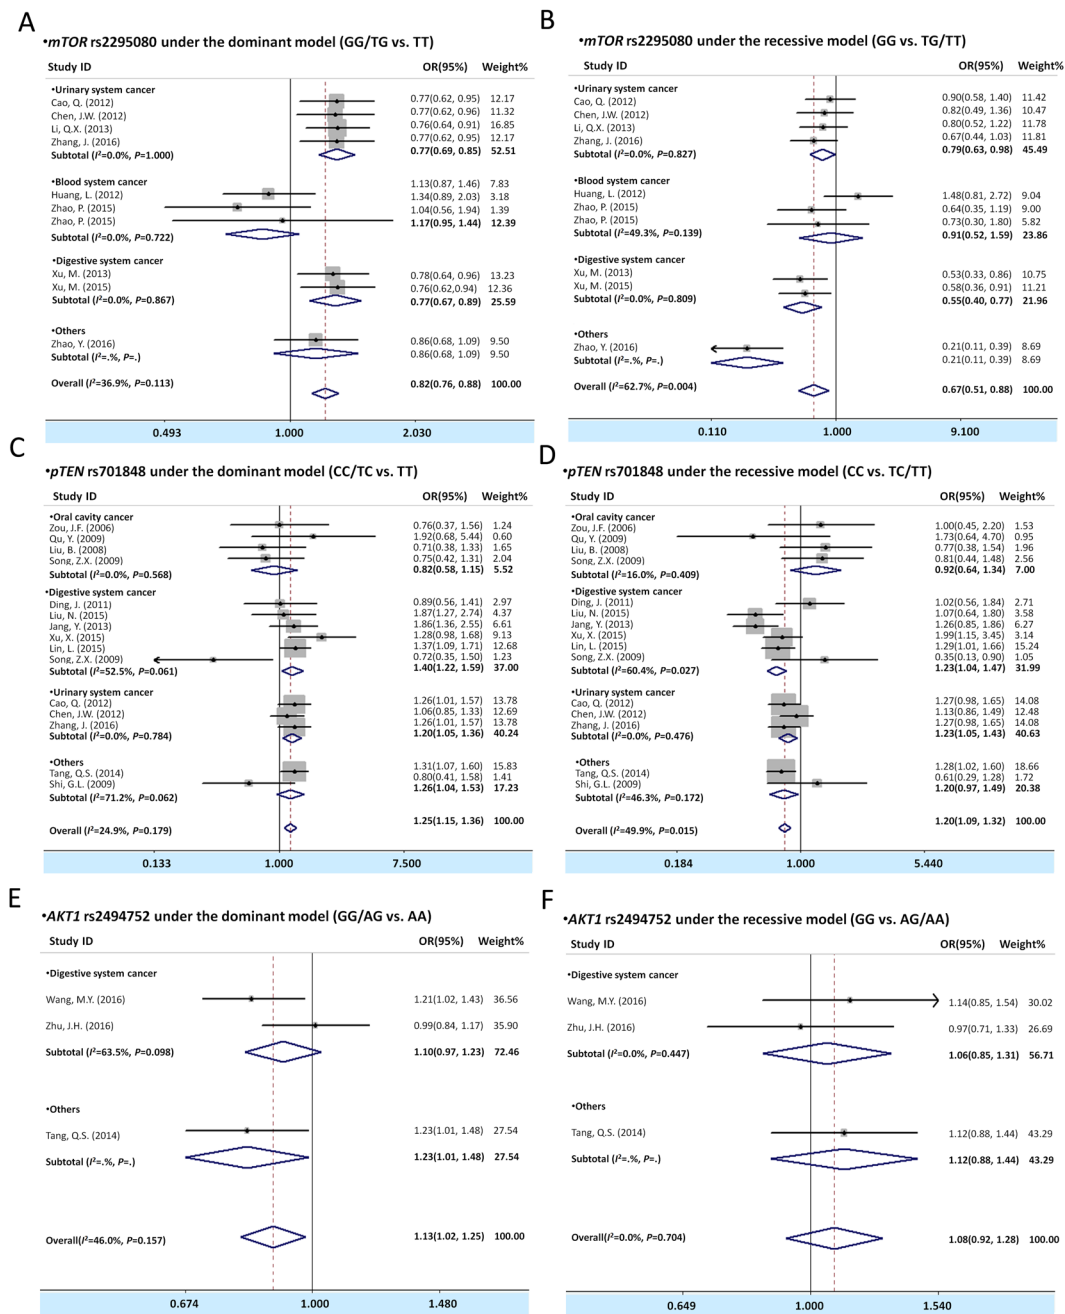 A
•mTOR rs2295080 under the dominant model (GG/TG vs. TT)
Study ID OR(95%) Weight%
•Urinary system cancer
Cao, Q. (2012) 0.77(0.62, 0.95) 12.17
Chen, J.W. (2012) 0.77(0.62, 0.96) 11.32
Li, Q.X. (2013) 0.76(0.64, 0.91) 16.85
Zhang, J. (2016) 0.77(0.62, 0.95) 12.17
Subtotal (I²=0.0%, P=1.000) 0.77(0.69, 0.85) 52.51
•Blood system cancer 1.13(0.87, 1.46) 7.83
Huang, L. (2012) 1.34(0.89, 2.03) 3.18
Zhao, P. (2015) 1.04(0.56, 1.94) 1.39
Zhao, P. (2015) 1.17(0.95, 1.44) 12.39
Subtotal (I²=0.0%, P=0.722)
•Digestive system cancer
Xu, M. (2013) 0.78(0.64, 0.96) 13.23
Xu, M. (2015) 0.76(0.62,0.94) 12.36
Subtotal (I²=0.0%, P=0.867) 0.77(0.67, 0.89) 25.59
•Others
Zhao, Y. (2016) 0.86(0.68, 1.09) 9.50
Subtotal (I²=.%, P=.) 0.86(0.68, 1.09) 9.50
Overall (I²=36.9%, P=0.113) 0.82(0.76, 0.88) 100.00
0.493 1.000 2.030
B
•mTOR rs2295080 under the recessive model (GG vs. TG/TT)
Study ID OR(95%) Weight%
•Urinary system cancer
Cao, Q. (2012) 0.90(0.58, 1.40) 11.42
Chen, J.W. (2012) 0.82(0.49, 1.36) 10.47
Li, Q.X. (2013) 0.80(0.52, 1.22) 11.78
Zhang, J. (2016) 0.67(0.44, 1.03) 11.81
Subtotal (I²=0.0%, P=0.827) 0.79(0.63, 0.98) 45.49
•Blood system cancer
Huang, L. (2012) 1.48(0.81, 2.72) 9.04
Zhao, P. (2015) 0.64(0.35, 1.19) 9.00
Zhao, P. (2015) 0.73(0.30, 1.80) 5.82
Subtotal (I²=49.3%, P=0.139) 0.91(0.52, 1.59) 23.86
•Digestive system cancer
Xu, M. (2013) 0.53(0.33, 0.86) 10.75
Xu, M. (2015) 0.58(0.36, 0.91) 11.21
Subtotal (I²=0.0%, P=0.809) 0.55(0.40, 0.77) 21.96
•Others
Zhao, Y. (2016) 0.21(0.11, 0.39) 8.69
Subtotal (I²=.%, P=.) 0.21(0.11, 0.39) 8.69
Overall (I²=62.7%, P=0.004) 0.67(0.51, 0.88) 100.00
0.110 1.000 9.100
C
•pTEN rs701848 under the dominant model (CC/TC vs. TT)
Study ID OR(95%) Weight%
•Oral cavity cancer
Zou, J.F. (2006) 0.76(0.37, 1.56) 1.24
Qu, Y. (2009) 1.92(0.68, 5.44) 0.60
Liu, B. (2008) 0.71(0.38, 1.33) 1.65
Song, Z.X. (2009) 0.75(0.42, 1.31) 2.04
Subtotal (I²=0.0%, P=0.568) 0.82(0.58, 1.15) 5.52
•Digestive system cancer
Ding, J. (2011) 0.89(0.56, 1.41) 2.97
Liu, N. (2015) 1.87(1.27, 2.74) 4.37
Jang, Y. (2013) 1.86(1.36, 2.55) 6.61
Xu, X. (2015) 1.28(0.98, 1.68) 9.13
Lin, L. (2015) 1.37(1.09, 1.71) 12.68
Song, Z.X. (2009) 0.72(0.35, 1.50) 1.23
Subtotal (I²=52.5%, P=0.061) 1.40(1.22, 1.59) 37.00
•Urinary system cancer
Cao, Q. (2012) 1.26(1.01, 1.57) 13.78
Chen, J.W. (2012) 1.06(0.85, 1.33) 12.69
Zhang, J. (2016) 1.26(1.01, 1.57) 13.78
Subtotal (I²=0.0%, P=0.784) 1.20(1.05, 1.36) 40.24
•Others
Tang, Q.S. (2014) 1.31(1.07, 1.60) 15.83
Shi, G.L. (2009) 0.80(0.41, 1.58) 1.41
Subtotal (I²=71.2%, P=0.062) 1.26(1.04, 1.53) 17.23
Overall (I²=24.9%, P=0.179) 1.25(1.15, 1.36) 100.00
0.133 1.000 7.500
D
•pTEN rs701848 under the recessive model (CC vs. TC/TT)
Study ID OR(95%) Weight%
•Oral cavity cancer
Zou, J.F. (2006) 1.00(0.45, 2.20) 1.53
Qu, Y. (2009) 1.73(0.64, 4.70) 0.95
Liu, B. (2008) 0.77(0.38, 1.54) 1.96
Song, Z.X. (2009) 0.81(0.44, 1.48) 2.56
Subtotal (I²=16.0%, P=0.409) 0.92(0.64, 1.34) 7.00
•Digestive system cancer
Ding, J. (2011) 1.02(0.56, 1.84) 2.71
Liu, N. (2015) 1.07(0.64, 1.80) 3.58
Jang, Y. (2013) 1.26(0.85, 1.86) 6.27
Xu, X. (2015) 1.99(1.15, 3.45) 3.14
Lin, L. (2015) 1.29(1.01, 1.66) 15.24
Song, Z.X. (2009) 0.35(0.13, 0.90) 1.05
Subtotal (I²=60.4%, P=0.027) 1.23(1.04, 1.47) 31.99
•Urinary system cancer
Cao, Q. (2012) 1.27(0.98, 1.65) 14.08
Chen, J.W. (2012) 1.13(0.86, 1.49) 12.48
Zhang, J. (2016) 1.27(0.98, 1.65) 14.08
Subtotal (I²=0.0%, P=0.476) 1.23(1.05, 1.43) 40.63
•Others
Tang, Q.S. (2014) 1.28(1.02, 1.60) 18.66
Shi, G.L. (2009) 0.61(0.29, 1.28) 1.72
Subtotal (I²=46.3%, P=0.172) 1.20(0.97, 1.49) 20.38
Overall (I²=49.9%, P=0.015) 1.20(1.09, 1.32) 100.00
0.184 1.000 5.440
E
•AKT1 rs2494752 under the dominant model (GG/AG vs. AA)
Study ID OR(95%) Weight%
•Digestive system cancer
Wang, M.Y. (2016) 1.21(1.02, 1.43) 36.56
Zhu, J.H. (2016) 0.99(0.84, 1.17) 35.90
Subtotal (I²=63.5%, P=0.098) 1.10(0.97, 1.23) 72.46
•Others
Tang, Q.S. (2014) 1.23(1.01, 1.48) 27.54
Subtotal (I²=.%, P=.) 1.23(1.01, 1.48) 27.54
Overall(I²=46.0%, P=0.157) 1.13(1.02, 1.25) 100.00
0.674 1.000 1.480
F
•AKT1 rs2494752 under the recessive model (GG vs. AG/AA)
Study ID OR(95%) Weight%
•Digestive system cancer
Wang, M.Y. (2016) 1.14(0.85, 1.54) 30.02
Zhu, J.H. (2016) 0.97(0.71, 1.33) 26.69
Subtotal (I²=0.0%, P=0.447) 1.06(0.85, 1.31) 56.71
•Others
Tang, Q.S. (2014) 1.12(0.88, 1.44) 43.29
Subtotal (I²=.%, P=.) 1.12(0.88, 1.44) 43.29
Overall(I²=0.0%, P=0.704) 1.08(0.92, 1.28) 100.00
0.649 1.000 1.540